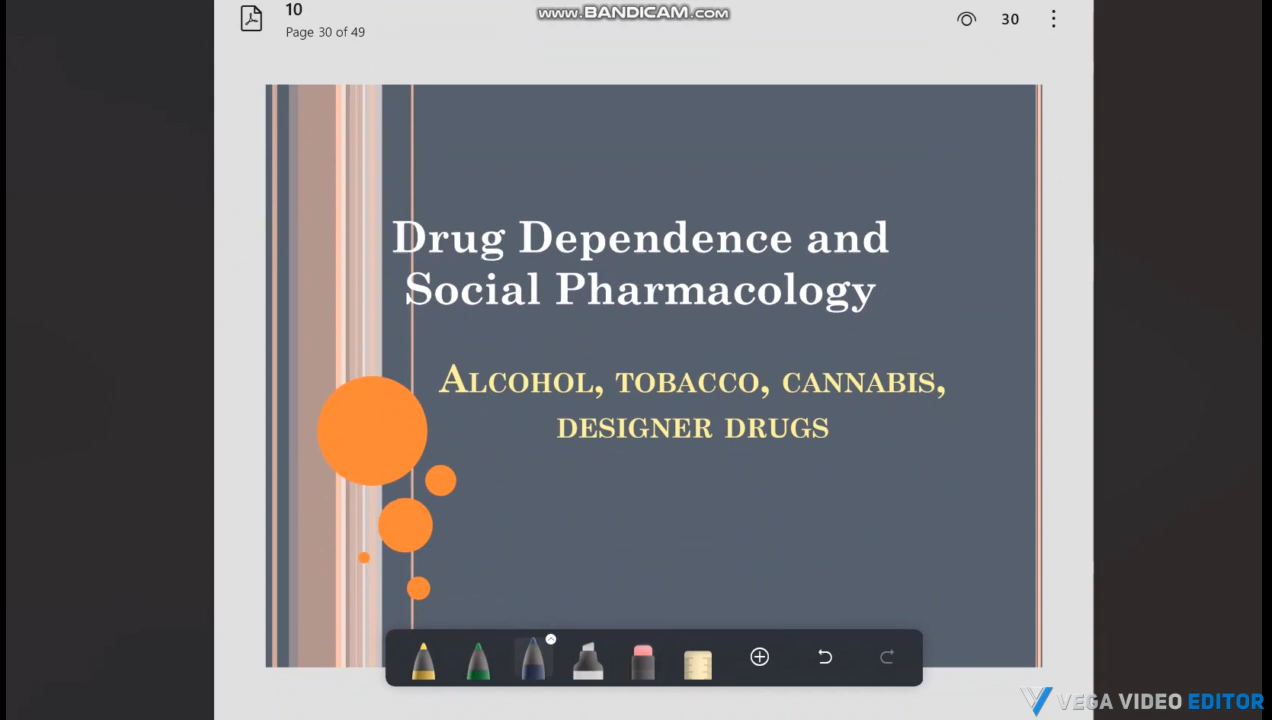 10
www.BANDICAM.com
30
Page 30 of 49
Drug Dependence and
Social Pharmacology
Alcohol, tobacco, cannabis,
designer drugs
VEGA VIDEO EDITOR